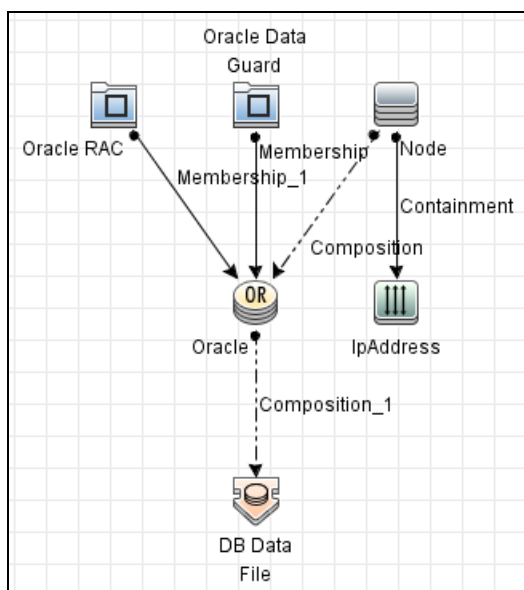 Oracle Data
Guard
Oracle RAC
Membership
Node
Membership_1
Containment
Composition
OR
Oracle
IpAddress
Composition_1
DB Data
File